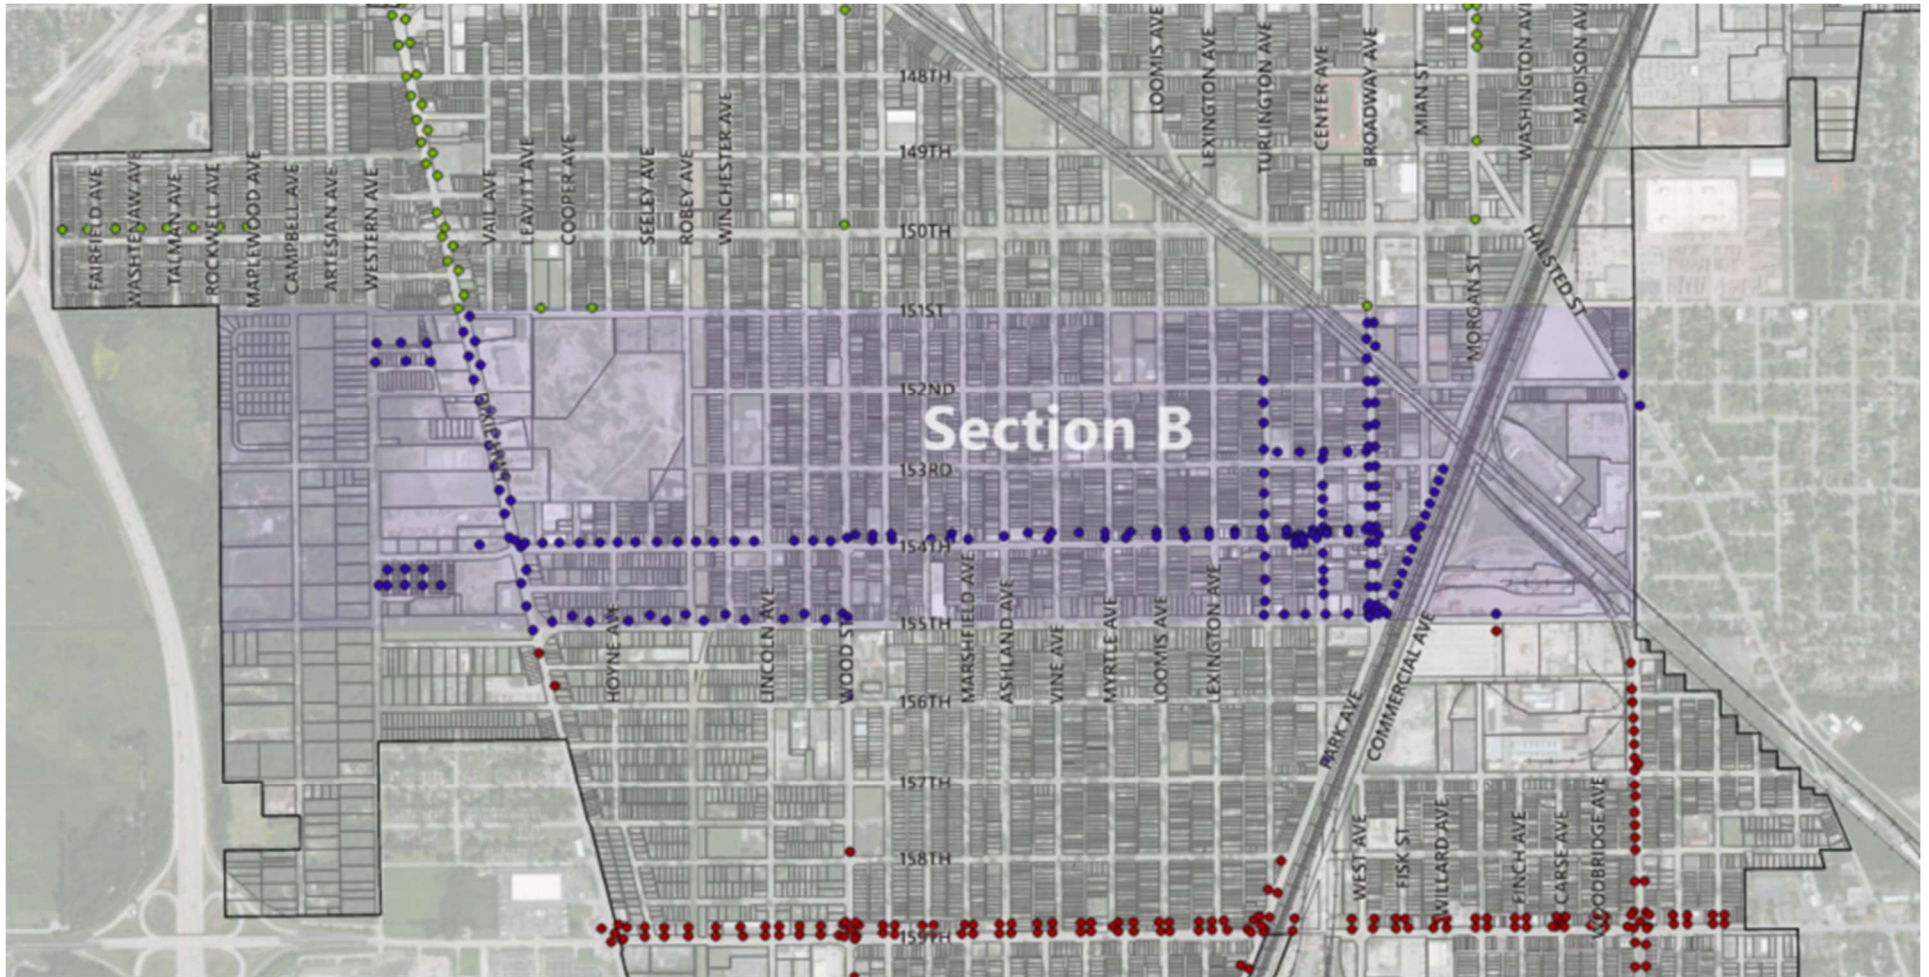 LOOMIS AVE
LEXINGTON AVE
TURLINGTON AVE
CENTER AVE
BROADWAY AVE
MIAN ST
WASHINGTON AVE
MADISON AVE
148TH
149TH
FAIRFIELD AVE
WASHTENAW AVE
TALMAN AVE
ROCKWELL AVE
MAPLEWOOD AVE
CAMPBELL AVE
ARTESIAN AVE
WESTERN AVE
VAIL AVE
LEAVITT AVE
COOPER AVE
SEELEY AVE
ROBEY AVE
WINCHESTER AVE
150TH
HALSTED ST
MORGAN ST
151ST
152ND
Section B
153RD
154TH
155TH
HOYNE AVE
LINCOLN AVE
WOOD ST
MARSHFIELD AVE
ASHLAND AVE
VINE AVE
MYRTLE AVE
LOOMIS AVE
LEXINGTON AVE
PARK AVE
COMMERCIAL AVE
156TH
157TH
158TH
WEST AVE
FISK ST
WILLARD AVE
FINCH AVE
CARSE AVE
WOODBRIDGE AVE
159TH